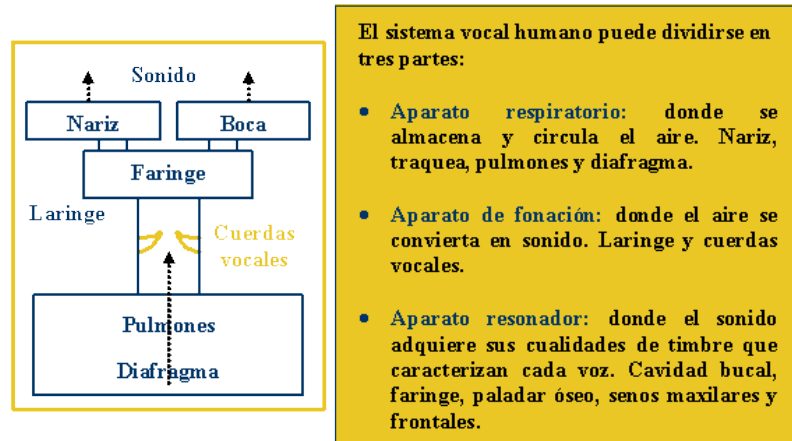 Sonido
Nariz
Boca
Faringe
Laringe
Cuerdas
vocales
Pulmones
Diafragma
El sistema vocal humano puede dividirse en
tres partes:
• Aparato respiratorio: donde se
almacena y circula el aire. Nariz,
traquea, pulmones y diafragma.
• Aparato de fonación: donde el aire se
convierta en sonido. Laringe y cuerdas
vocales.
• Aparato resonador: donde el sonido
adquiere sus cualidades de timbre que
caracterizan cada voz. Cavidad bucal,
faringe, paladar óseo, senos maxilares y
frontales.